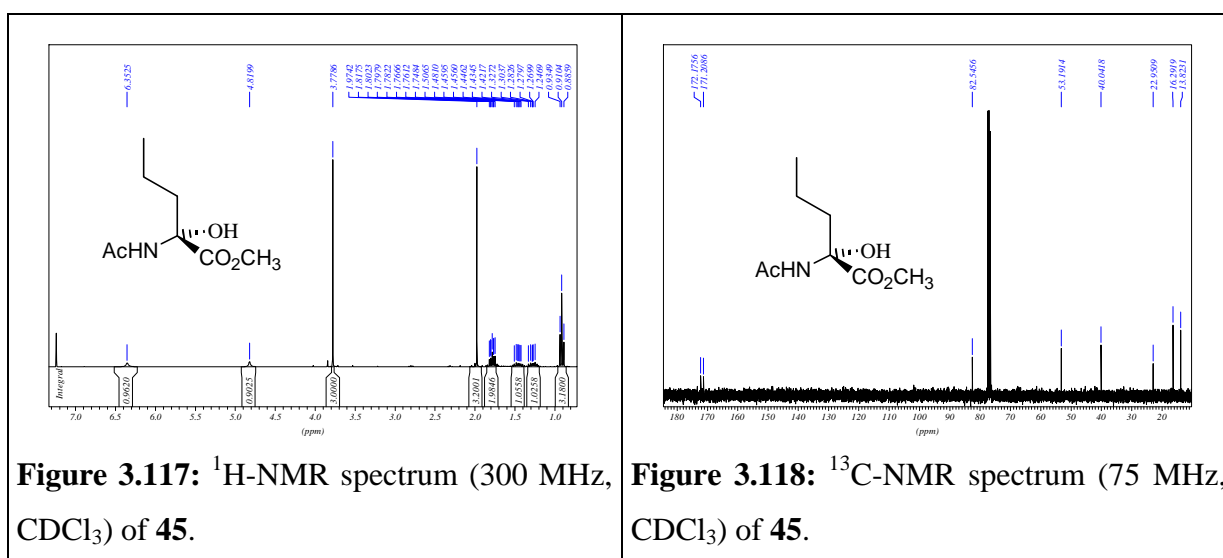 6.3525
4.8199
3.7786
1.9742
1.8175
1.8023
1.7979
1.7822
1.7666
1.7612
1.7484
1.5065
1.4810
1.4595
1.4560
1.4462
1.4345
1.4217
1.3272
1.3037
1.2826
1.2797
1.2699
1.2469
0.9349
0.9104
0.8859
OH
AcHN
CO₂CH₃
Integral
0.9620
0.9025
3.0000
3.2001
1.9846
1.0558
1.0258
3.1800
7.0 6.5 6.0 5.5 5.0 4.5 4.0 3.5 3.0 2.5 2.0 1.5 1.0
(ppm)
Figure 3.117: ¹H-NMR spectrum (300 MHz,
CDCl₃) of 45.
172.1756
171.2086
82.5456
53.1914
40.0418
22.9509
16.2919
13.8231
OH
AcHN
CO₂CH₃
180 170 160 150 140 130 120 110 100 90 80 70 60 50 40 30 20
(ppm)
Figure 3.118: ¹³C-NMR spectrum (75 MHz,
CDCl₃) of 45.